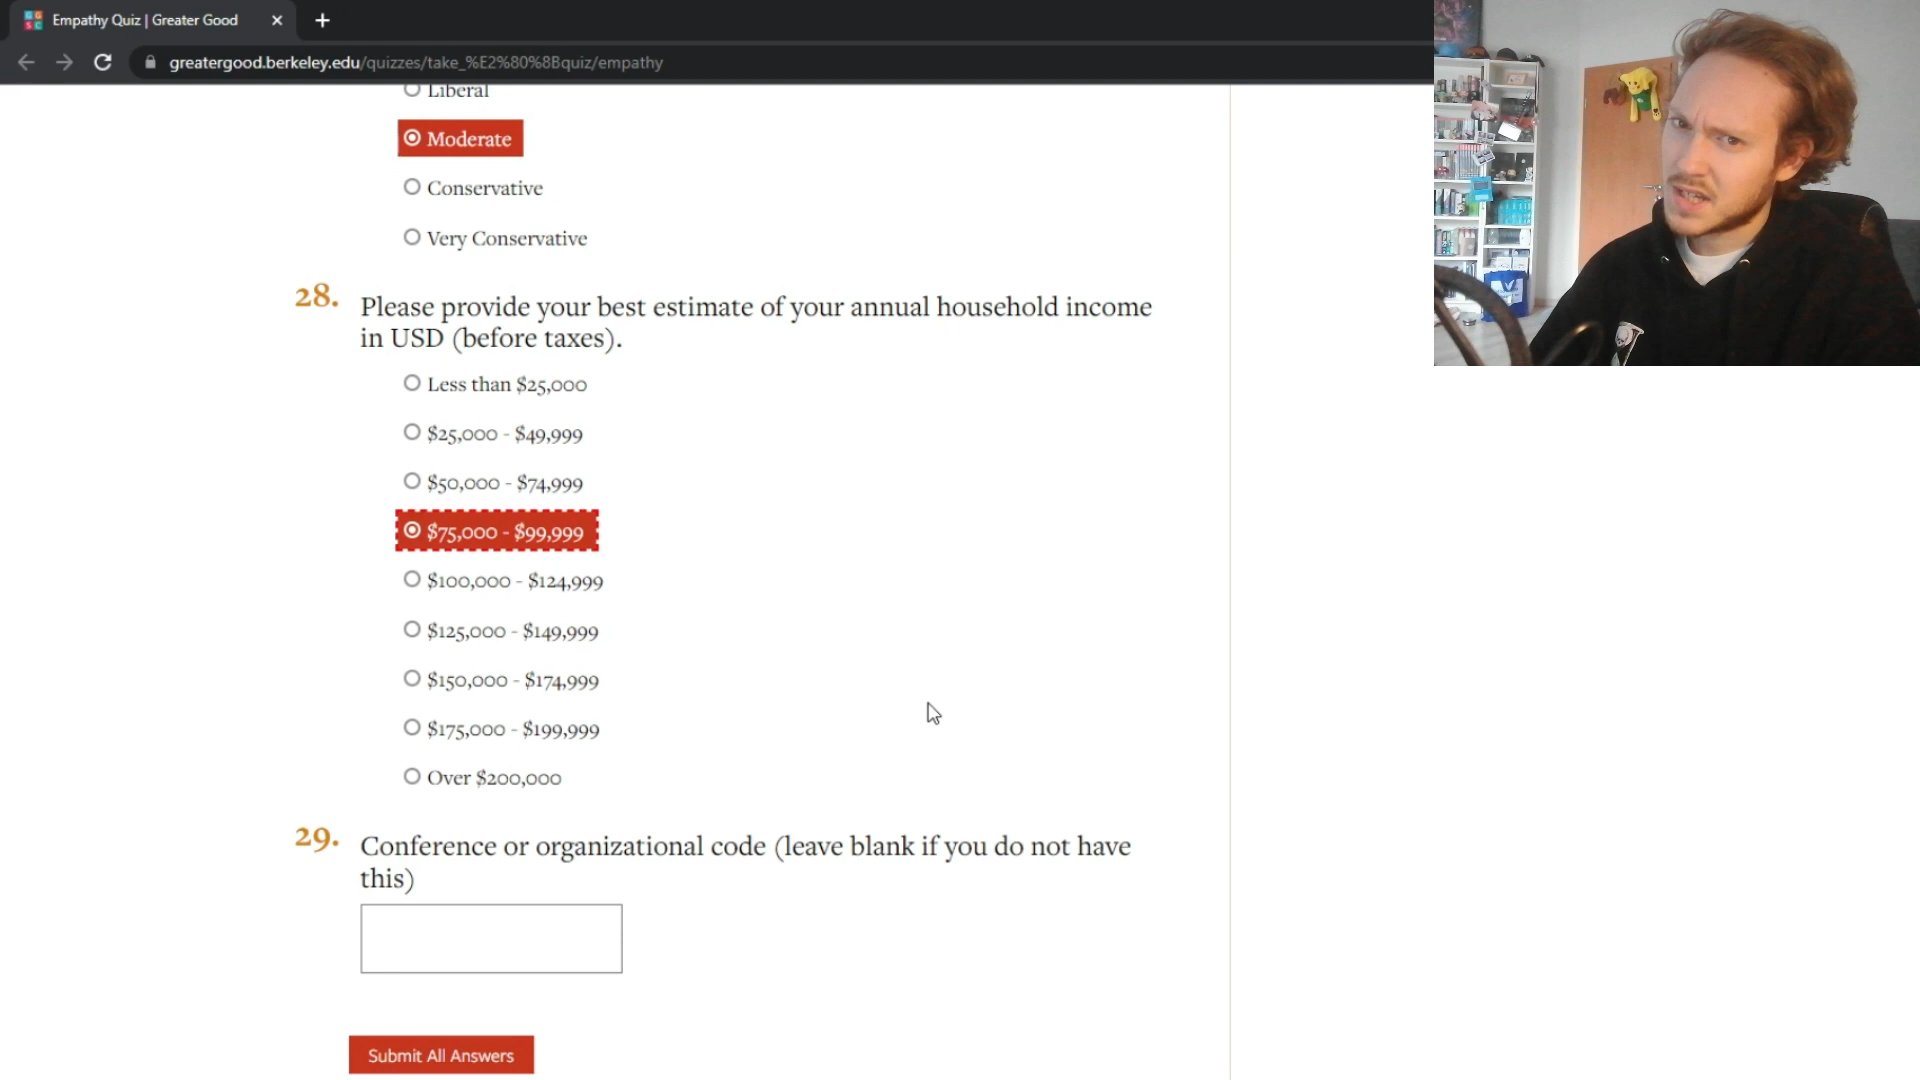 Empathy Quiz | Greater Good
greatergood.berkeley.edu/quizzes/take_%E2%80%8Bquiz/empathy
Liberal
Moderate
Conservative
Very Conservative
28. Please provide your best estimate of your annual household income
in USD (before taxes).
Less than $25,000
$25,000 - $49,999
$50,000 - $74,999
$75,000 - $99,999
$100,000 - $124,999
$125,000 - $149,999
$150,000 - $174,999
$175,000 - $199,999
Over $200,000
29. Conference or organizational code (leave blank if you do not have
this)
Submit All Answers